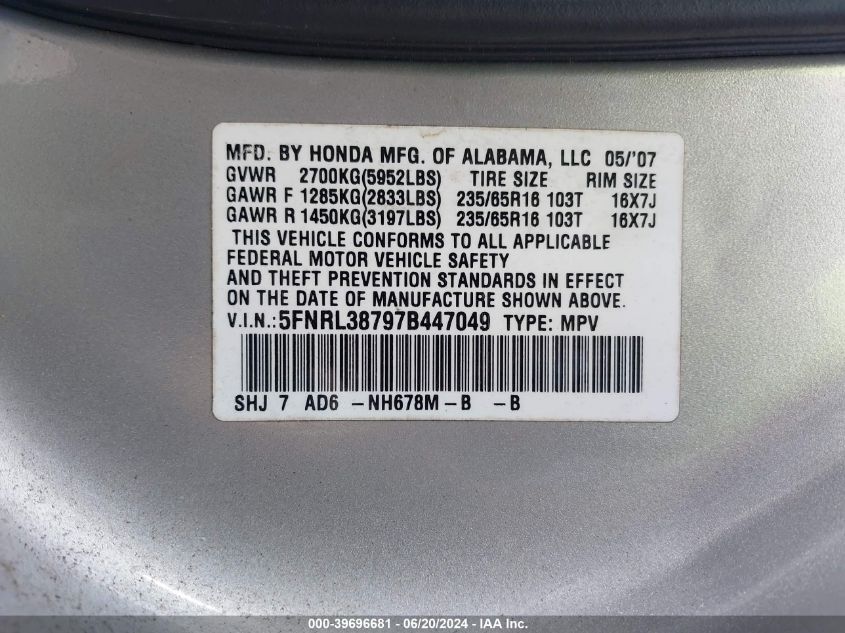 MFD. BY HONDA MFG. OF ALABAMA, LLC 05/'07
GVWR 2700KG(5952LBS) TIRE SIZE RIM SIZE
GAWR F 1285KG(2833LBS) 235/65R16 103T 16X7J
GAWR R 1450KG(3197LBS) 235/65R16 103T 16X7J
THIS VEHICLE CONFORMS TO ALL APPLICABLE
FEDERAL MOTOR VEHICLE SAFETY
AND THEFT PREVENTION STANDARDS IN EFFECT
ON THE DATE OF MANUFACTURE SHOWN ABOVE.
V.I.N.:5FNRL38797B447049 TYPE: MPV
SHJ 7 AD6 -NH678M-B -B
000-39696681 - 06/20/2024 - IAA Inc.